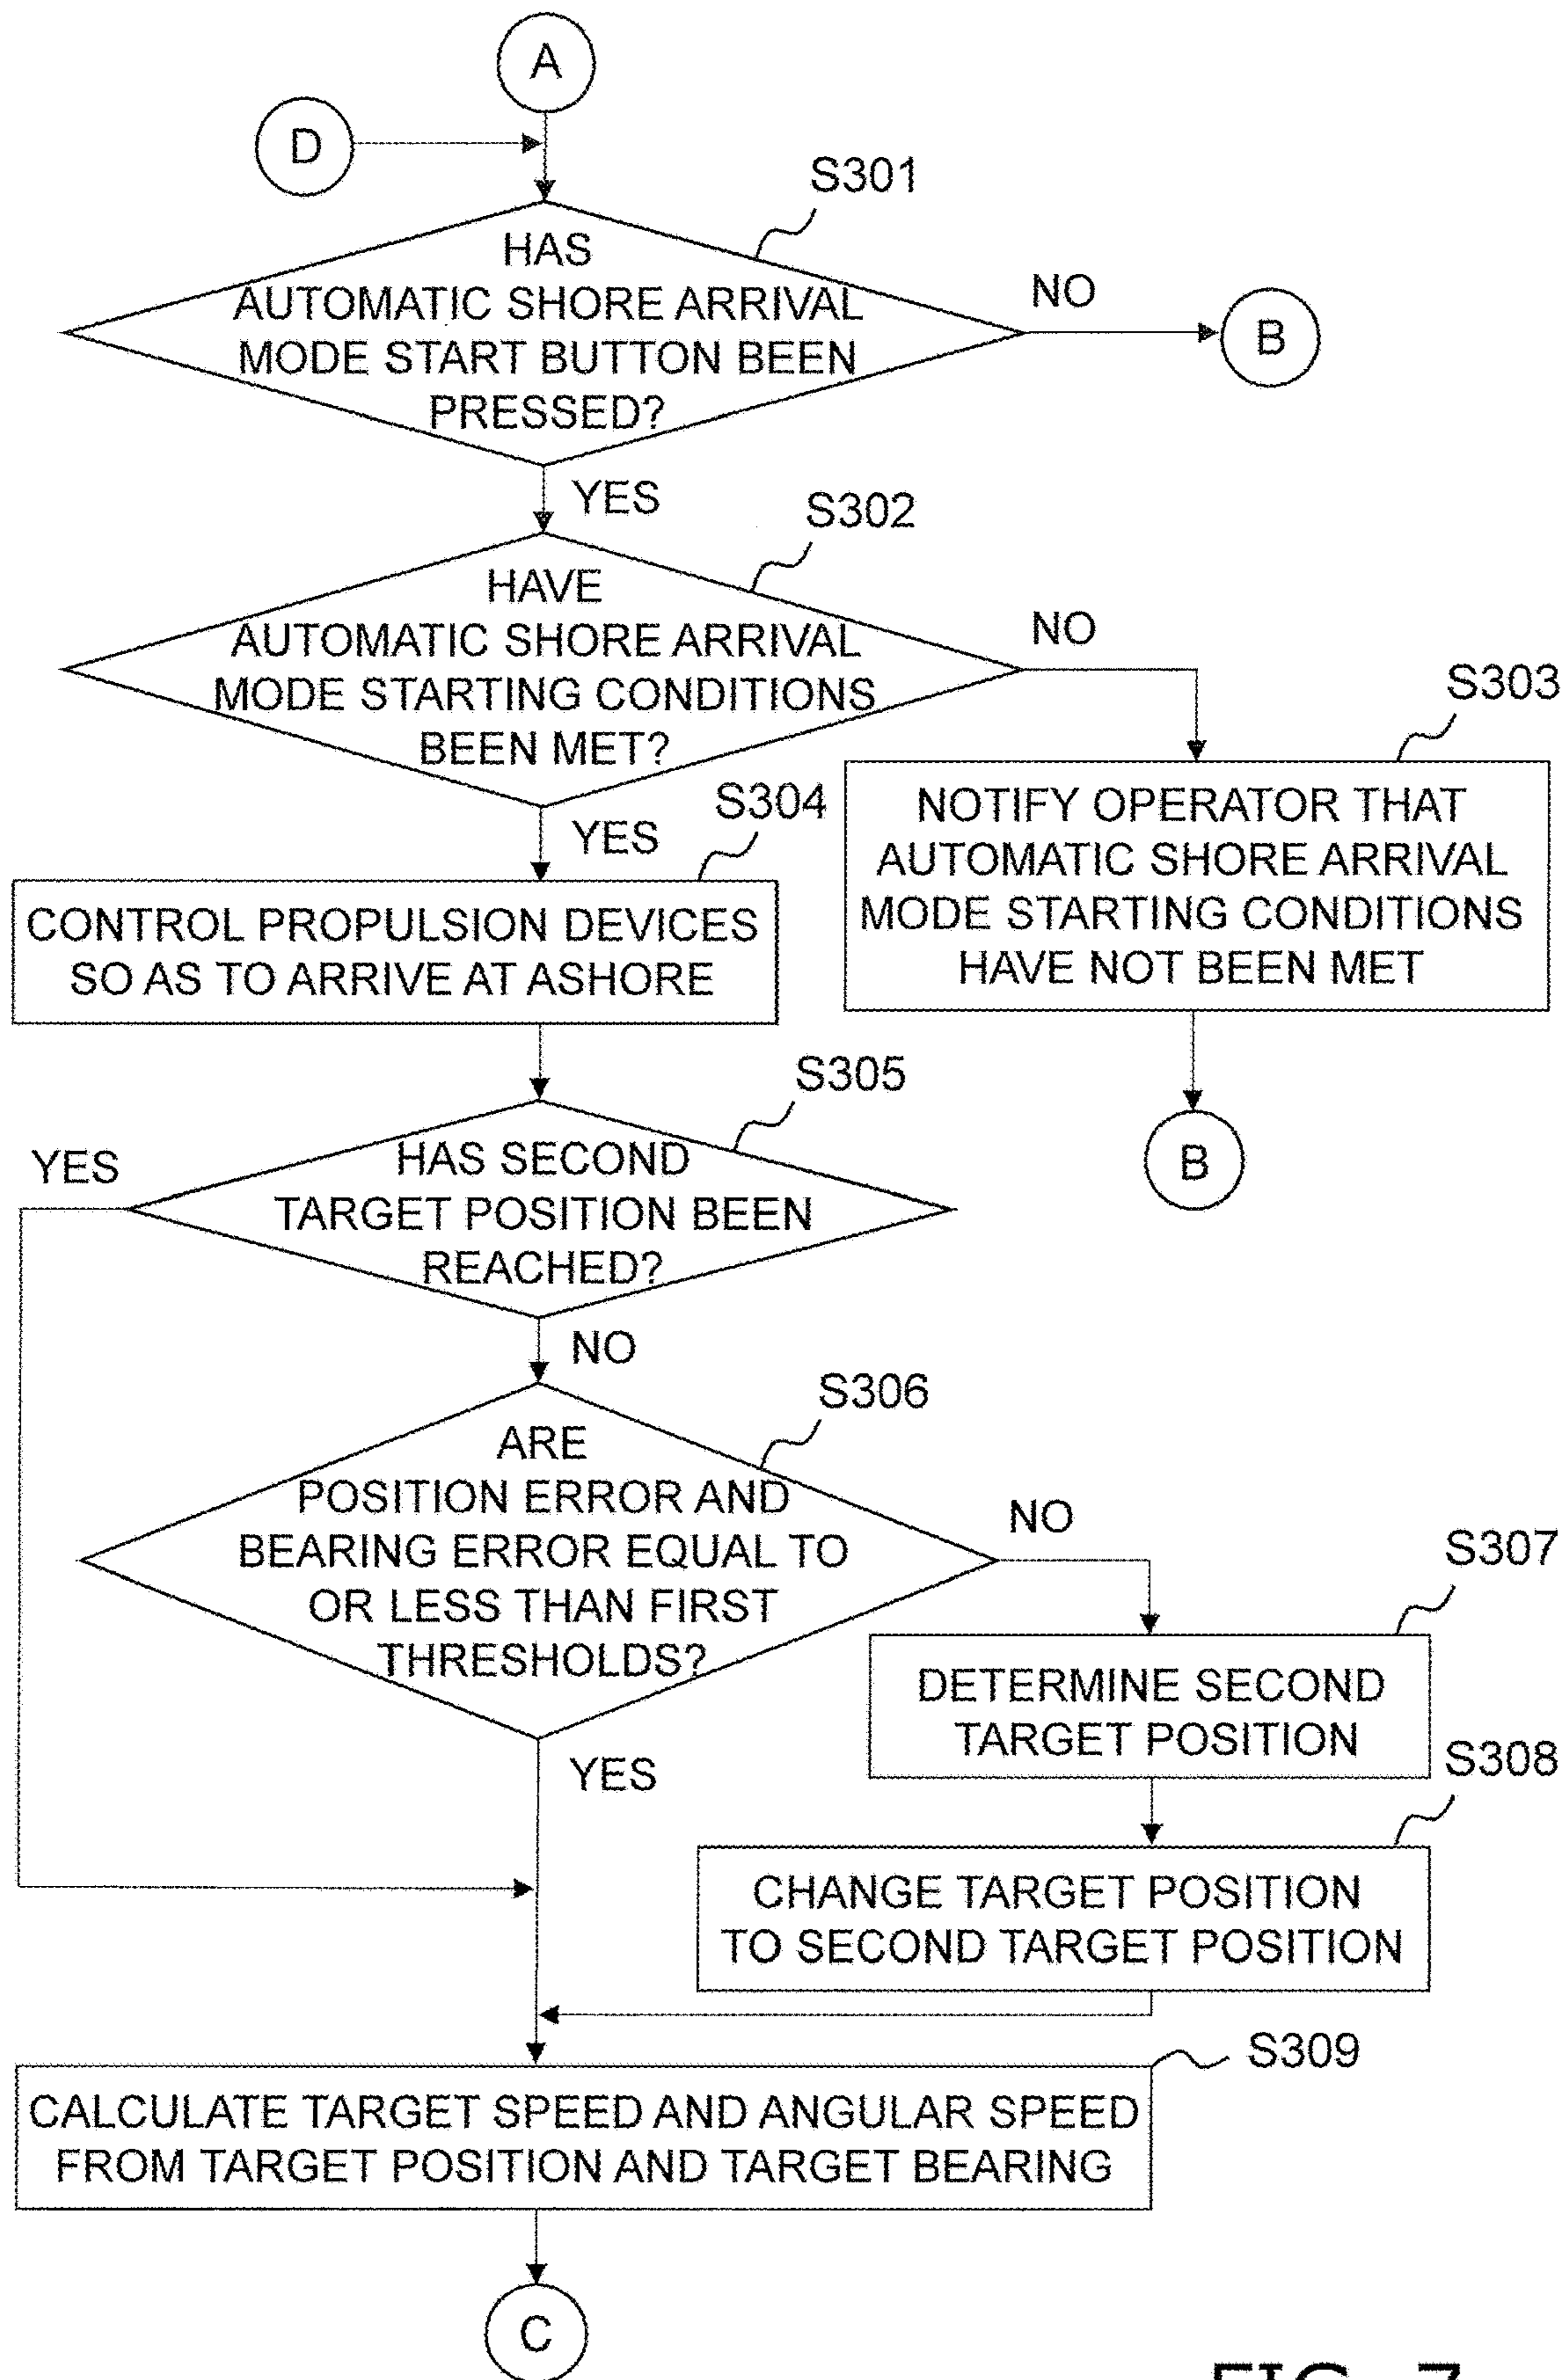 A
D
S301
HAS
AUTOMATIC SHORE ARRIVAL
MODE START BUTTON BEEN
PRESSED?
NO
B
YES
S302
HAVE
AUTOMATIC SHORE ARRIVAL
MODE STARTING CONDITIONS
BEEN MET?
NO
S303
NOTIFY OPERATOR THAT
AUTOMATIC SHORE ARRIVAL
MODE STARTING CONDITIONS
HAVE NOT BEEN MET
B
YES
S304
CONTROL PROPULSION DEVICES
SO AS TO ARRIVE AT ASHORE
S305
YES
HAS SECOND
TARGET POSITION BEEN
REACHED?
NO
S306
ARE
POSITION ERROR AND
BEARING ERROR EQUAL TO
OR LESS THAN FIRST
THRESHOLDS?
NO
S307
DETERMINE SECOND
TARGET POSITION
YES
S308
CHANGE TARGET POSITION
TO SECOND TARGET POSITION
S309
CALCULATE TARGET SPEED AND ANGULAR SPEED
FROM TARGET POSITION AND TARGET BEARING
C